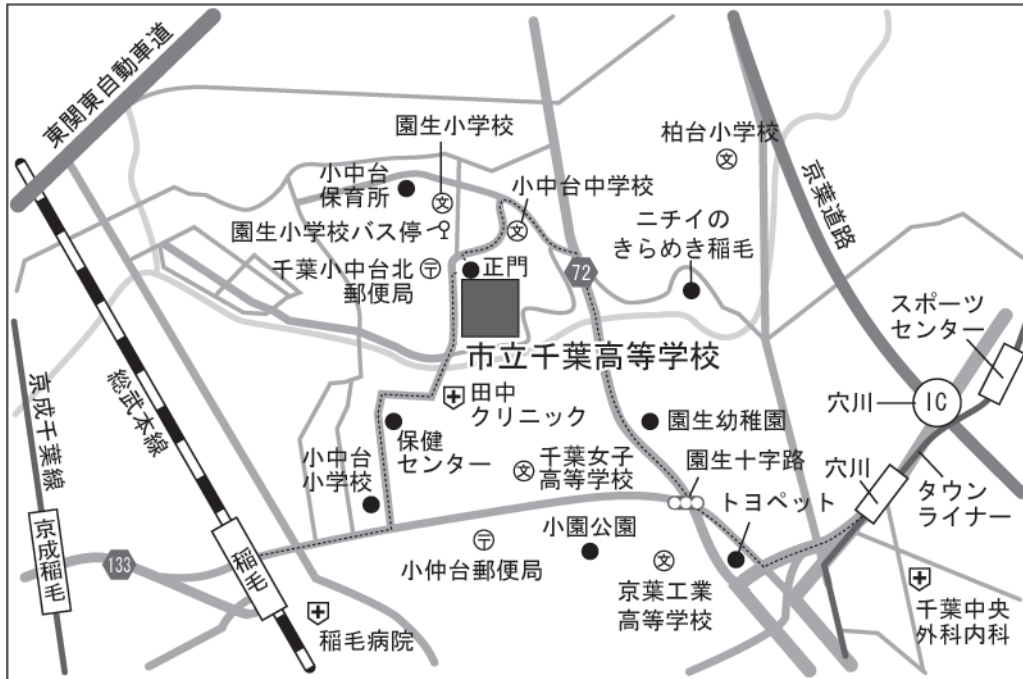 東関東自動車道
園生小学校
柏台小学校
京葉道路
小中台
保育所
小中台中学校
園生小学校バス停
ニチイの
きらめき稲毛
千葉小中台北
郵便局
正門
72
スポーツ
センター
市立千葉高等学校
総武本線
京成千葉線
田中
クリニック
穴川
IC
保健
センター
園生幼稚園
小中台
小学校
千葉女子
高等学校
園生十字路
穴川
タウン
ライナー
トヨペット
京成稲毛
133
稲毛
小仲台郵便局
小園公園
京葉工業
高等学校
千葉中央
外科内科
稲毛病院
文
文
文
文
文